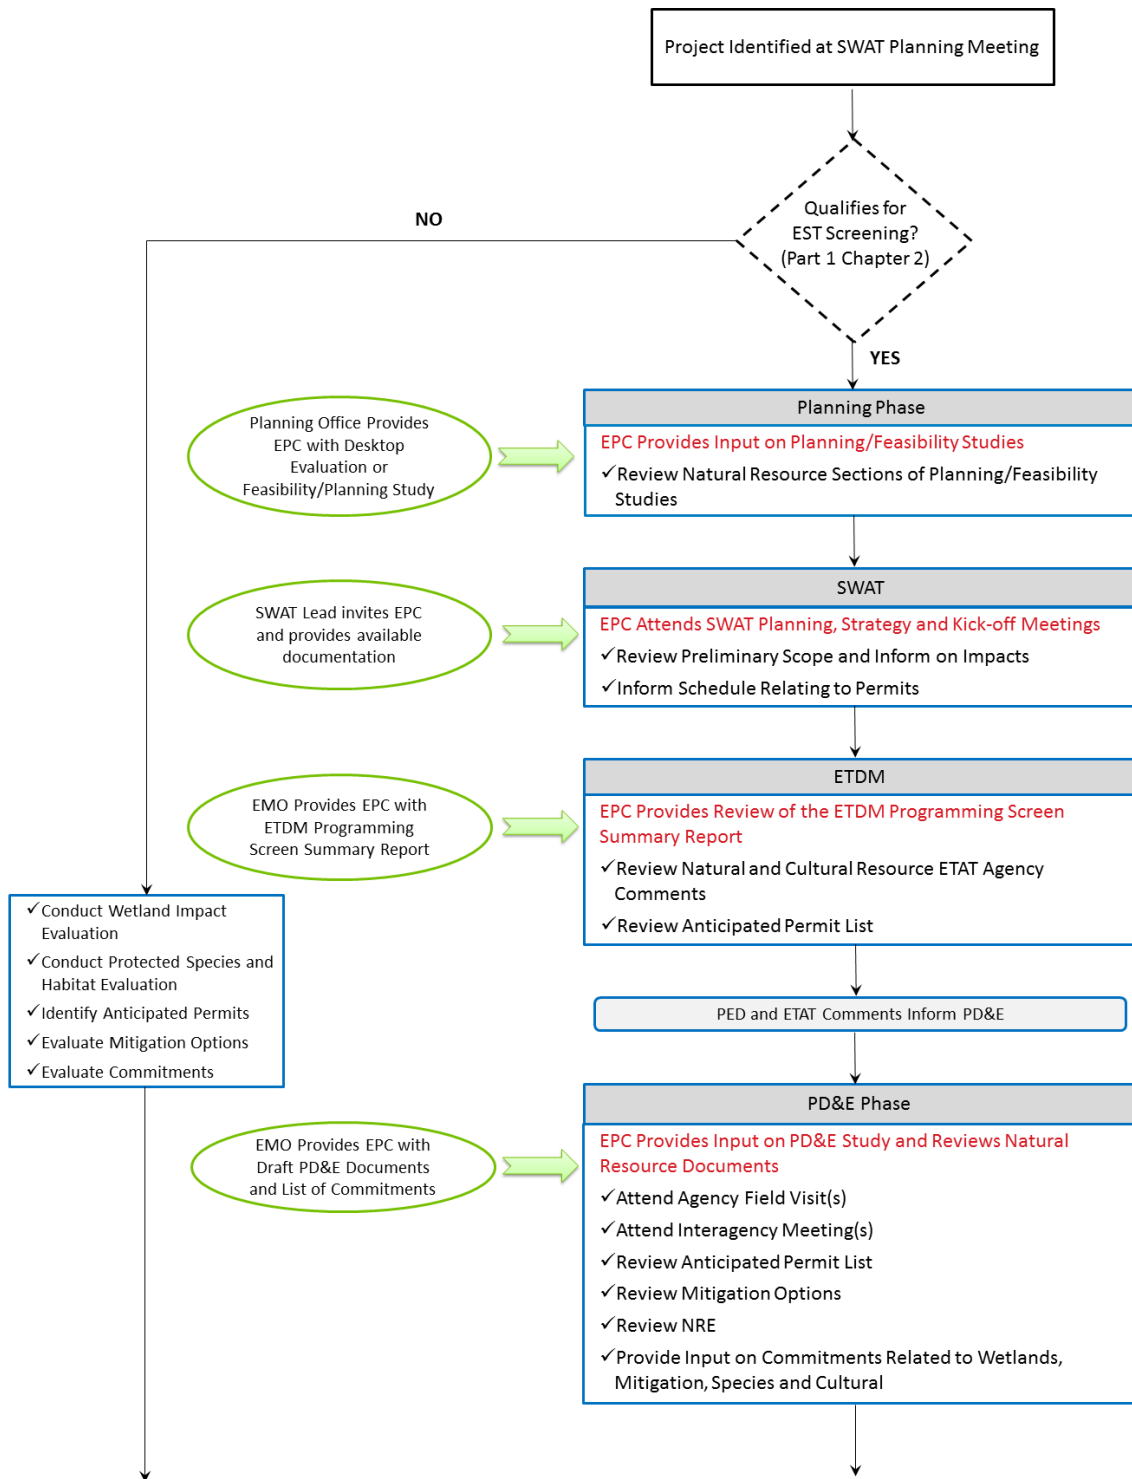 Project Identified at SWAT Planning Meeting
Qualifies for
EST Screening?
(Part 1 Chapter 2)
NO
YES
Planning Office Provides
EPC with Desktop
Evaluation or
Feasibility/Planning Study
Planning Phase
EPC Provides Input on Planning/Feasibility Studies
✓Review Natural Resource Sections of Planning/Feasibility
Studies
SWAT Lead invites EPC
and provides available
documentation
SWAT
EPC Attends SWAT Planning, Strategy and Kick-off Meetings
✓Review Preliminary Scope and Inform on Impacts
✓Inform Schedule Relating to Permits
EMO Provides EPC with
ETDM Programming
Screen Summary Report
ETDM
EPC Provides Review of the ETDM Programming Screen
Summary Report
✓Review Natural and Cultural Resource ETAT Agency
Comments
✓Review Anticipated Permit List
✓Conduct Wetland Impact
Evaluation
✓Conduct Protected Species and
Habitat Evaluation
✓Identify Anticipated Permits
✓Evaluate Mitigation Options
✓Evaluate Commitments
PED and ETAT Comments Inform PD&E
EMO Provides EPC with
Draft PD&E Documents
and List of Commitments
PD&E Phase
EPC Provides Input on PD&E Study and Reviews Natural
Resource Documents
✓Attend Agency Field Visit(s)
✓Attend Interagency Meeting(s)
✓Review Anticipated Permit List
✓Review Mitigation Options
✓Review NRE
✓Provide Input on Commitments Related to Wetlands,
Mitigation, Species and Cultural